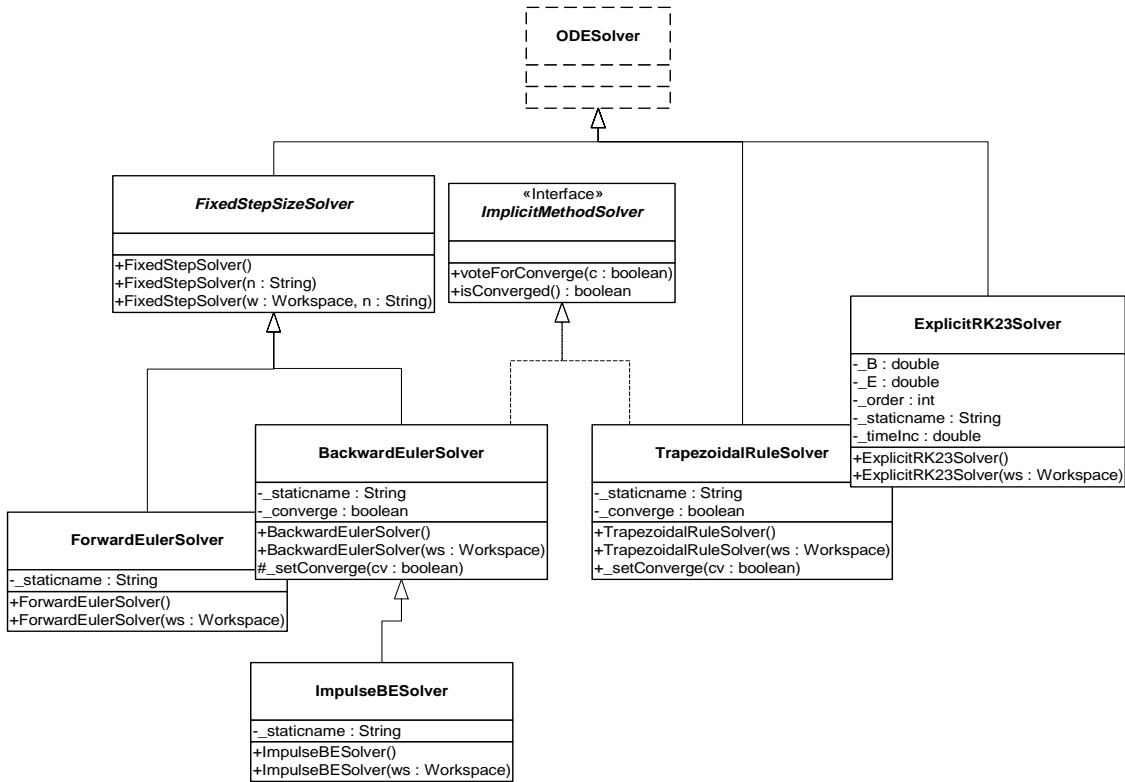 ODESolver
FixedStepSizeSolver
+FixedStepSolver()
+FixedStepSolver(n : String)
+FixedStepSolver(w : Workspace, n : String)
«Interface»
ImplicitMethodSolver
+voteForConverge(c : boolean)
+isConverged() : boolean
ExplicitRK23Solver
-_B : double
-_E : double
-_order : int
-_staticname : String
-_timeInc : double
+ExplicitRK23Solver()
+ExplicitRK23Solver(ws : Workspace)
BackwardEulerSolver
-_staticname : String
-_converge : boolean
+BackwardEulerSolver()
+BackwardEulerSolver(ws : Workspace)
#_setConverge(cv : boolean)
TrapezoidalRuleSolver
-_staticname : String
-_converge : boolean
+TrapezoidalRuleSolver()
+TrapezoidalRuleSolver(ws : Workspace)
+_setConverge(cv : boolean)
ForwardEulerSolver
-_staticname : String
+ForwardEulerSolver()
+ForwardEulerSolver(ws : Workspace)
ImpulseBESolver
-_staticname : String
+ImpulseBESolver()
+ImpulseBESolver(ws : Workspace)